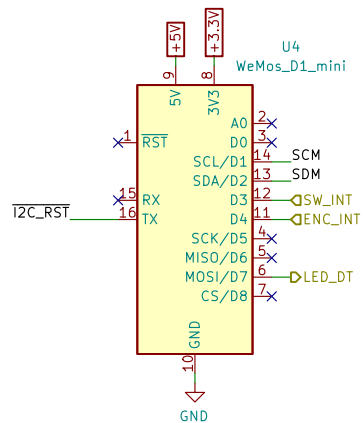 +5V
+3.3V
U4
WeMos_D1_mini
9
8
5V
3V3
A0 2
1 RST D0 3
SCL/D1 14 SCM
SDA/D2 13 SDM
15 RX D3 12 SW_INT
I2C_RST 16 TX D4 11 ENC_INT
SCK/D5 4
MISO/D6 5
MOSI/D7 6 LED_DT
CS/D8 7
GND
10
GND